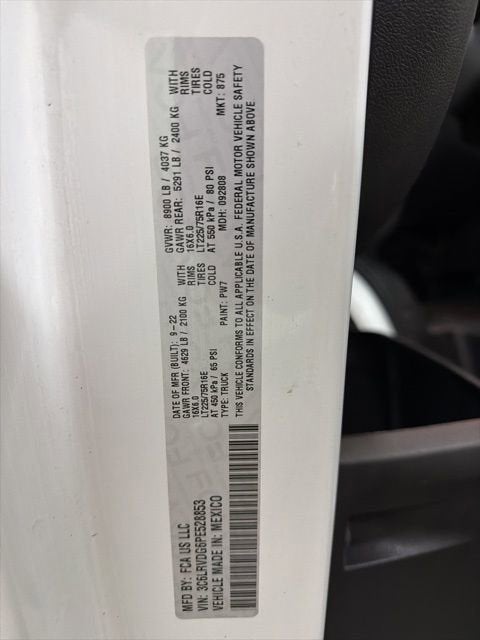 MFD BY: FCA US LLC
DATE OF MFR (BUILT): 9-22
GVWR: 8900 LB / 4037 KG
GAWR FRONT: 4629 LB / 2100 KG WITH
GAWR REAR: 5291 LB / 2400 KG WITH
16X6.0 RIMS
16X6.0 RIMS
LT225/75R16E TIRES
LT225/75R16E TIRES
AT 450 kPa / 65 PSI COLD
AT 550 kPa / 80 PSI COLD
VIN: 3C6LRVDG6PE528853
TYPE: TRUCK
PAINT: PW7
MDH: 092808
MKT: 875
VEHICLE MADE IN: MEXICO
THIS VEHICLE CONFORMS TO ALL APPLICABLE U.S.A. FEDERAL MOTOR VEHICLE SAFETY
STANDARDS IN EFFECT ON THE DATE OF MANUFACTURE SHOWN ABOVE